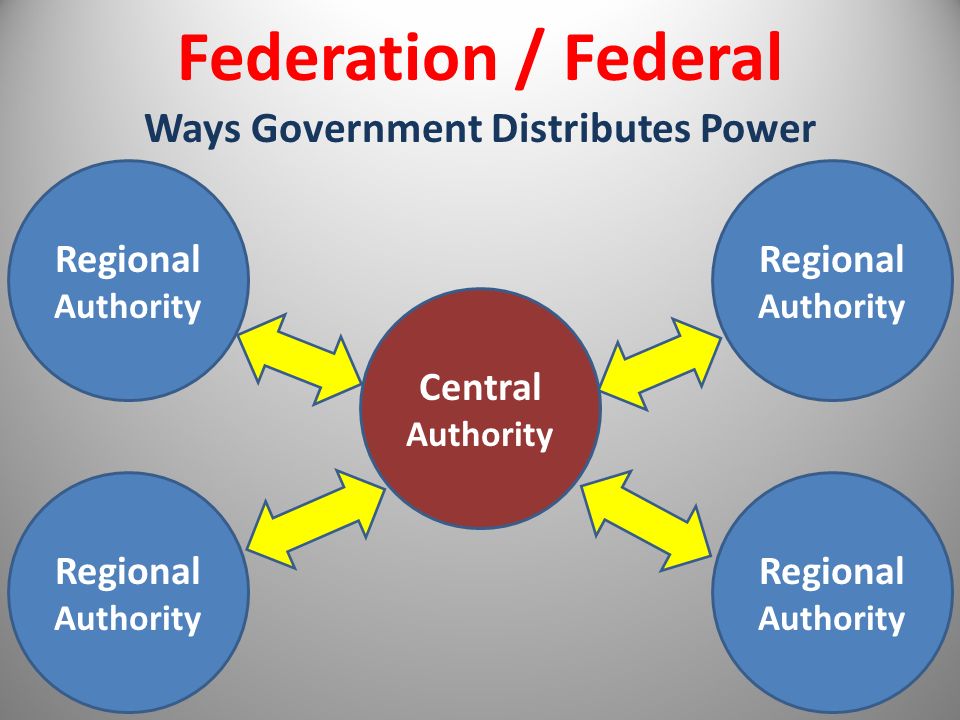 Federation / Federal
Ways Government Distributes Power
Regional
Authority
Regional
Authority
Central
Authority
Regional
Authority
Regional
Authority